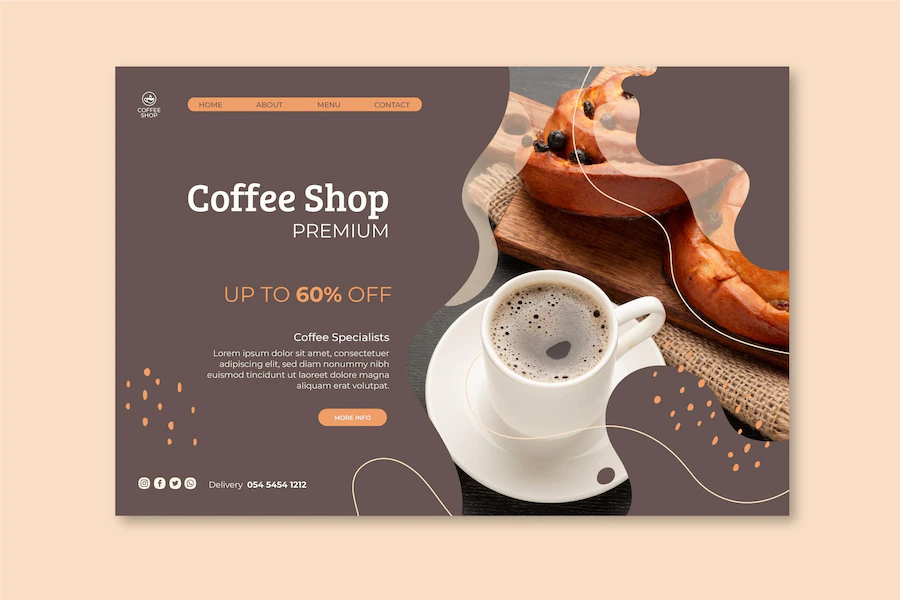 COFFEE
SHOP
HOME ABOUT MENU CONTACT
Coffee Shop
PREMIUM
UP TO 60% OFF
Coffee Specialists
Lorem ipsum dolor sit amet, consectetuer
adipiscing elit, sed diam nonummy nibh
euismod tincidunt ut laoreet dolore magna
aliquam erat volutpat.
MORE INFO
Delivery 054 5454 1212